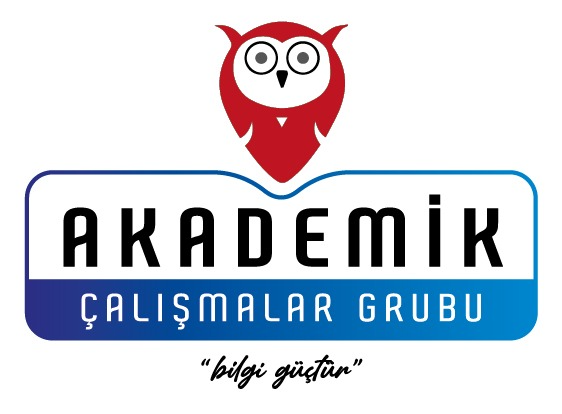 AKADEMİK
ÇALIŞMALAR GRUBU
“bilgi güçtür”